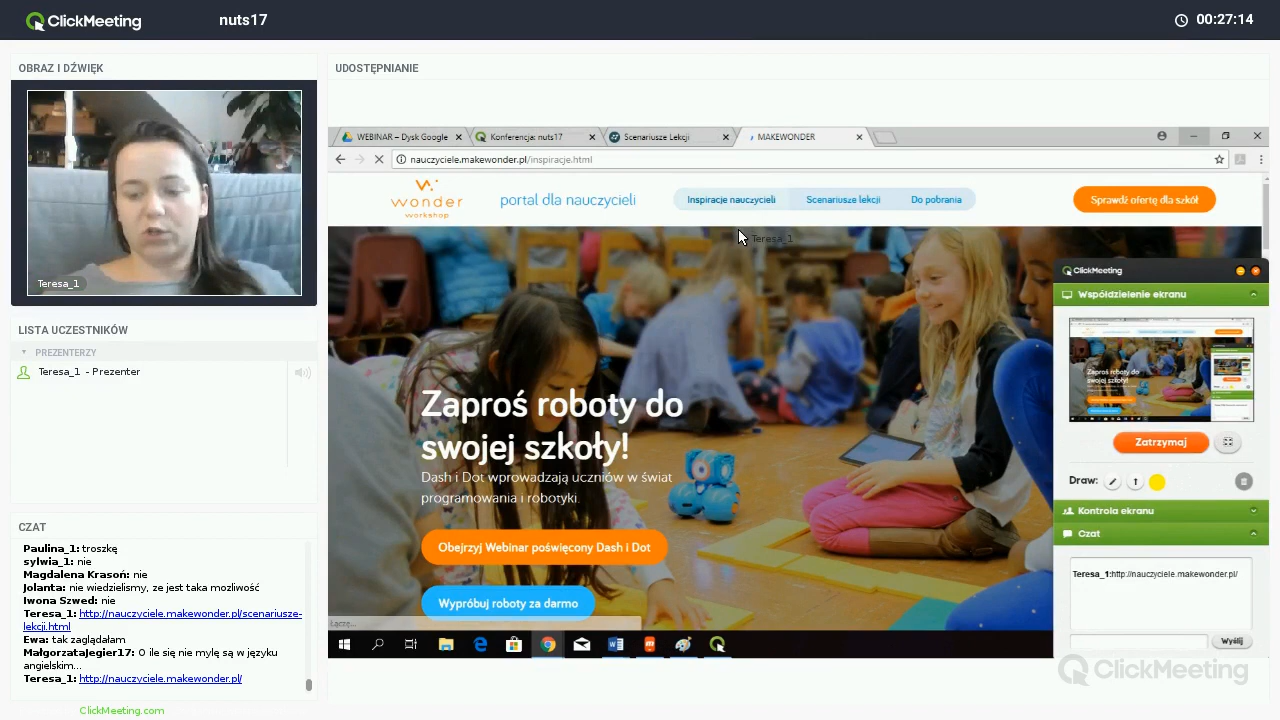 ClickMeeting
nuts17
00:27:14
OBRAZ I DŹWIĘK
Teresa_1
LISTA UCZESTNIKÓW
PREZENTERZY
Teresa_1 - Prezenter
CZAT
Paulina_1: troszkę
sylwia_1: nie
Magdalena Krasoń: nie
Jolanta: nie wiedzielismy, ze jest taka mozliwość
Iwona Szwed: nie
Teresa_1: http://nauczyciele.makewonder.pl/scenariusze-
lekcji.html
Ewa: tak zaglądałam
MałgorzataJegier17: O ile się nie mylę są w języku
angielskim...
Teresa_1: http://nauczyciele.makewonder.pl/
ClickMeeting.com
UDOSTĘPNIANIE
WEBINAR – Dysk Google
Konferencja: nuts17
Scenariusze Lekcji
MAKEWONDER
nauczyciele.makewonder.pl/inspiracje.html
wonder
workshop
portal dla nauczycieli
Inspiracje nauczycieli
Scenariusze lekcji
Do pobrania
Sprawdź ofertę dla szkół
Teresa_1
Zaproś roboty do
swojej szkoły!
Dash i Dot wprowadzają uczniów w świat
programowania i robotyki.
Obejrzyj Webinar poświęcony Dash i Dot
Wypróbuj roboty za darmo
Łączę...
ClickMeeting
Współdzielenie ekranu
Zaproś roboty do
swojej szkoły!
Zatrzymaj
Draw:
Kontrola ekranu
Czat
Teresa_1:http://nauczyciele.makewonder.pl/
Wyślij
ClickMeeting